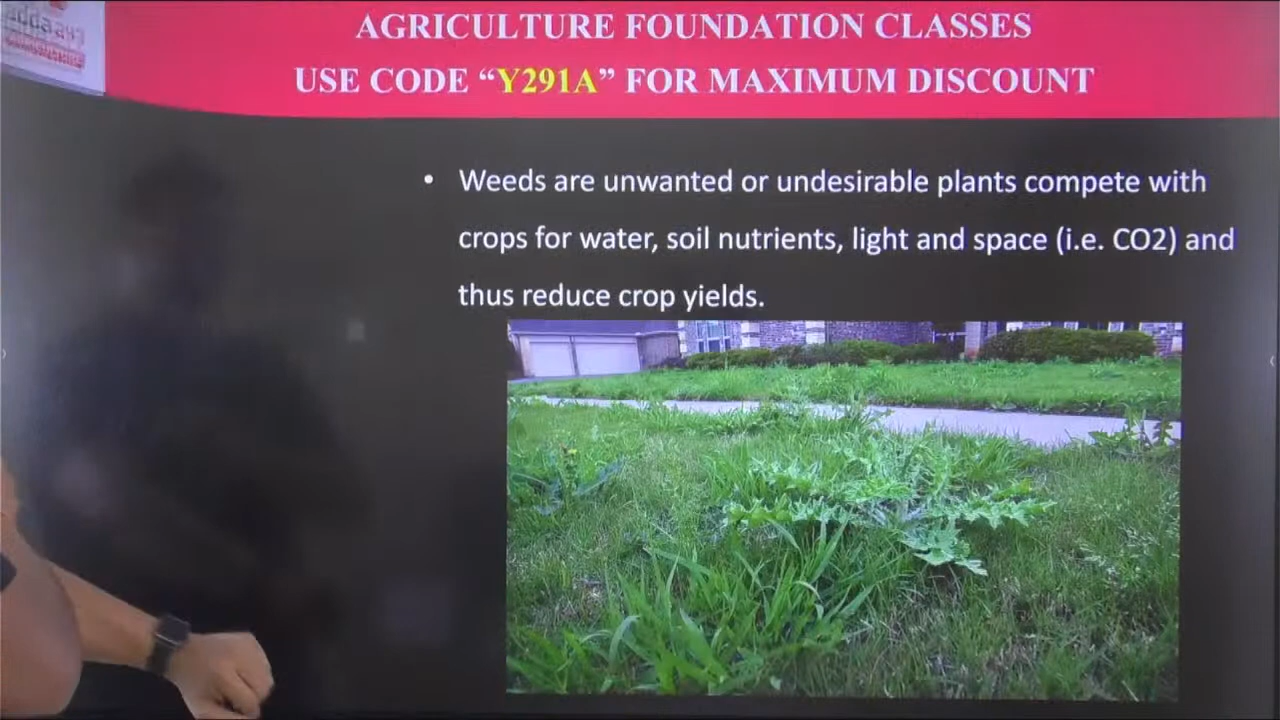 AGRICULTURE FOUNDATION CLASSES
USE CODE “Y291A” FOR MAXIMUM DISCOUNT
• Weeds are unwanted or undesirable plants compete with
crops for water, soil nutrients, light and space (i.e. CO2) and
thus reduce crop yields.